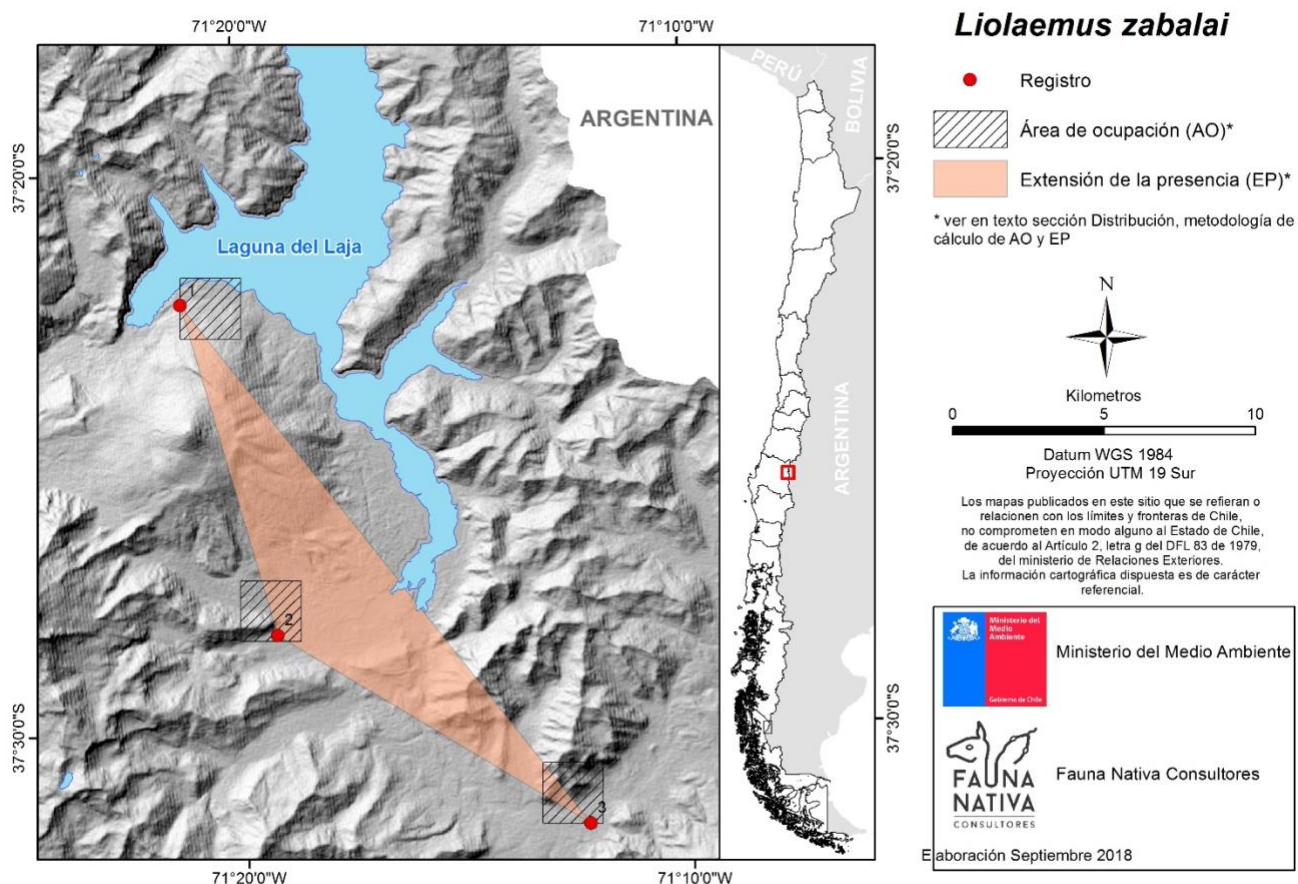 71°20'0"W
71°10'0"W
37°20'0"S
37°30'0"S
ARGENTINA
Laguna del Laja
1
2
3
71°20'0"W
71°10'0"W
PERÚ
BOLIVIA
ARGENTINA
37°20'0"S
37°30'0"S
Liolaemus zabalai
Registro
Área de ocupación (AO)*
Extensión de la presencia (EP)*
* ver en texto sección Distribución, metodología de
cálculo de AO y EP
N
Kilometros
0 5 10
Datum WGS 1984
Proyección UTM 19 Sur
Los mapas publicados en este sitio que se refieran o
relacionen con los límites y fronteras de Chile,
no comprometen en modo alguno al Estado de Chile,
de acuerdo al Artículo 2, letra g del DFL 83 de 1979,
del ministerio de Relaciones Exteriores.
La información cartográfica dispuesta es de carácter
referencial.
Ministerio del
Medio
Ambiente
Gobierno de Chile
Ministerio del Medio Ambiente
FAUNA
NATIVA
CONSULTORES
Fauna Nativa Consultores
Elaboración Septiembre 2018